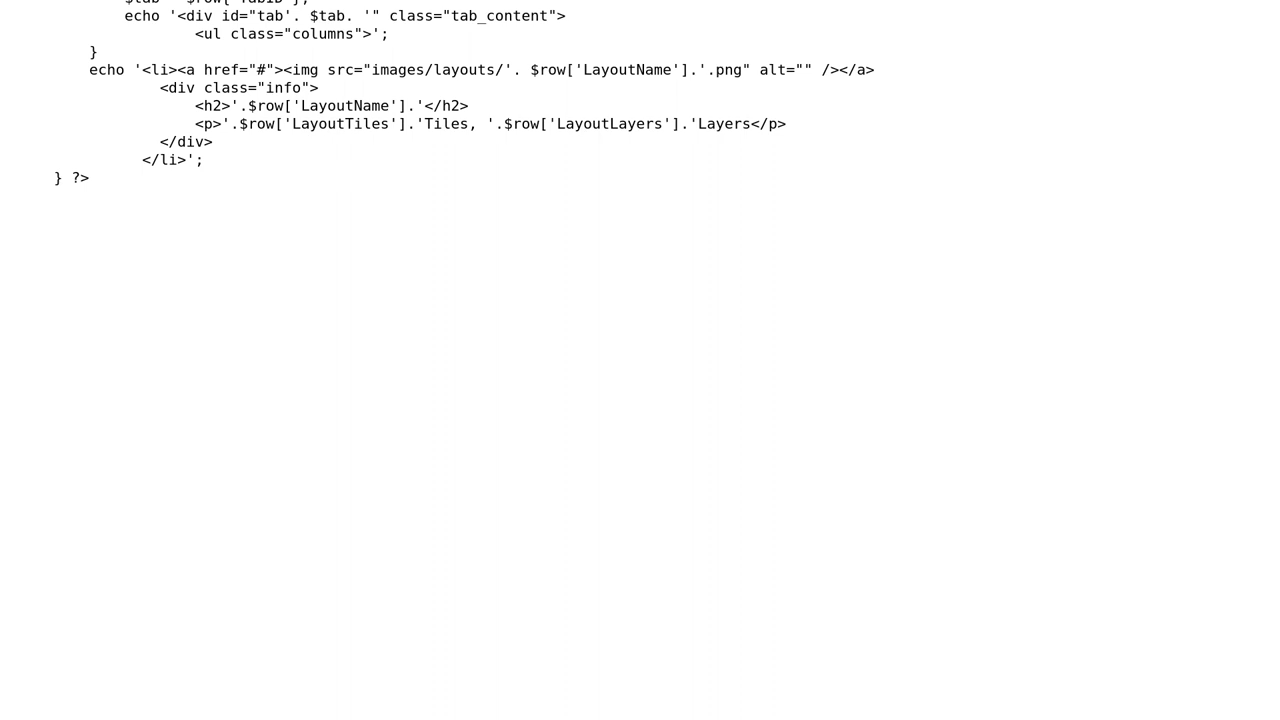 echo '<div id="tab'. $tab. '" class="tab_content">
<ul class="columns">';
}
echo '<li><a href="#"><img src="images/layouts/'. $row['LayoutName'].'.png" alt="" /></a>
<div class="info">
<h2>'.$row['LayoutName'].'</h2>
<p>'.$row['LayoutTiles'].'Tiles, '.$row['LayoutLayers'].'Layers</p>
</div>
</li>';
} ?>